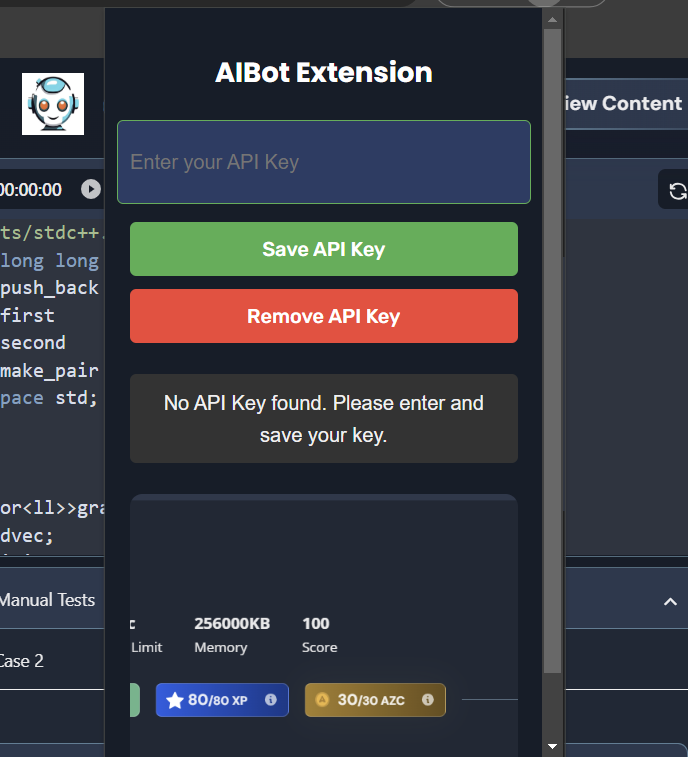 AIBot Extension
iew Content
Enter your API Key
00:00:00
Save API Key
ts/stdc++.
long long
push_back
first
second
make_pair
pace std;
Remove API Key
No API Key found. Please enter and
save your key.
or<ll>>gra
dvec;
Manual Tests
Case 2
c
Limit
256000KB
Memory
100
Score
80/80 XP
30/30 AZC